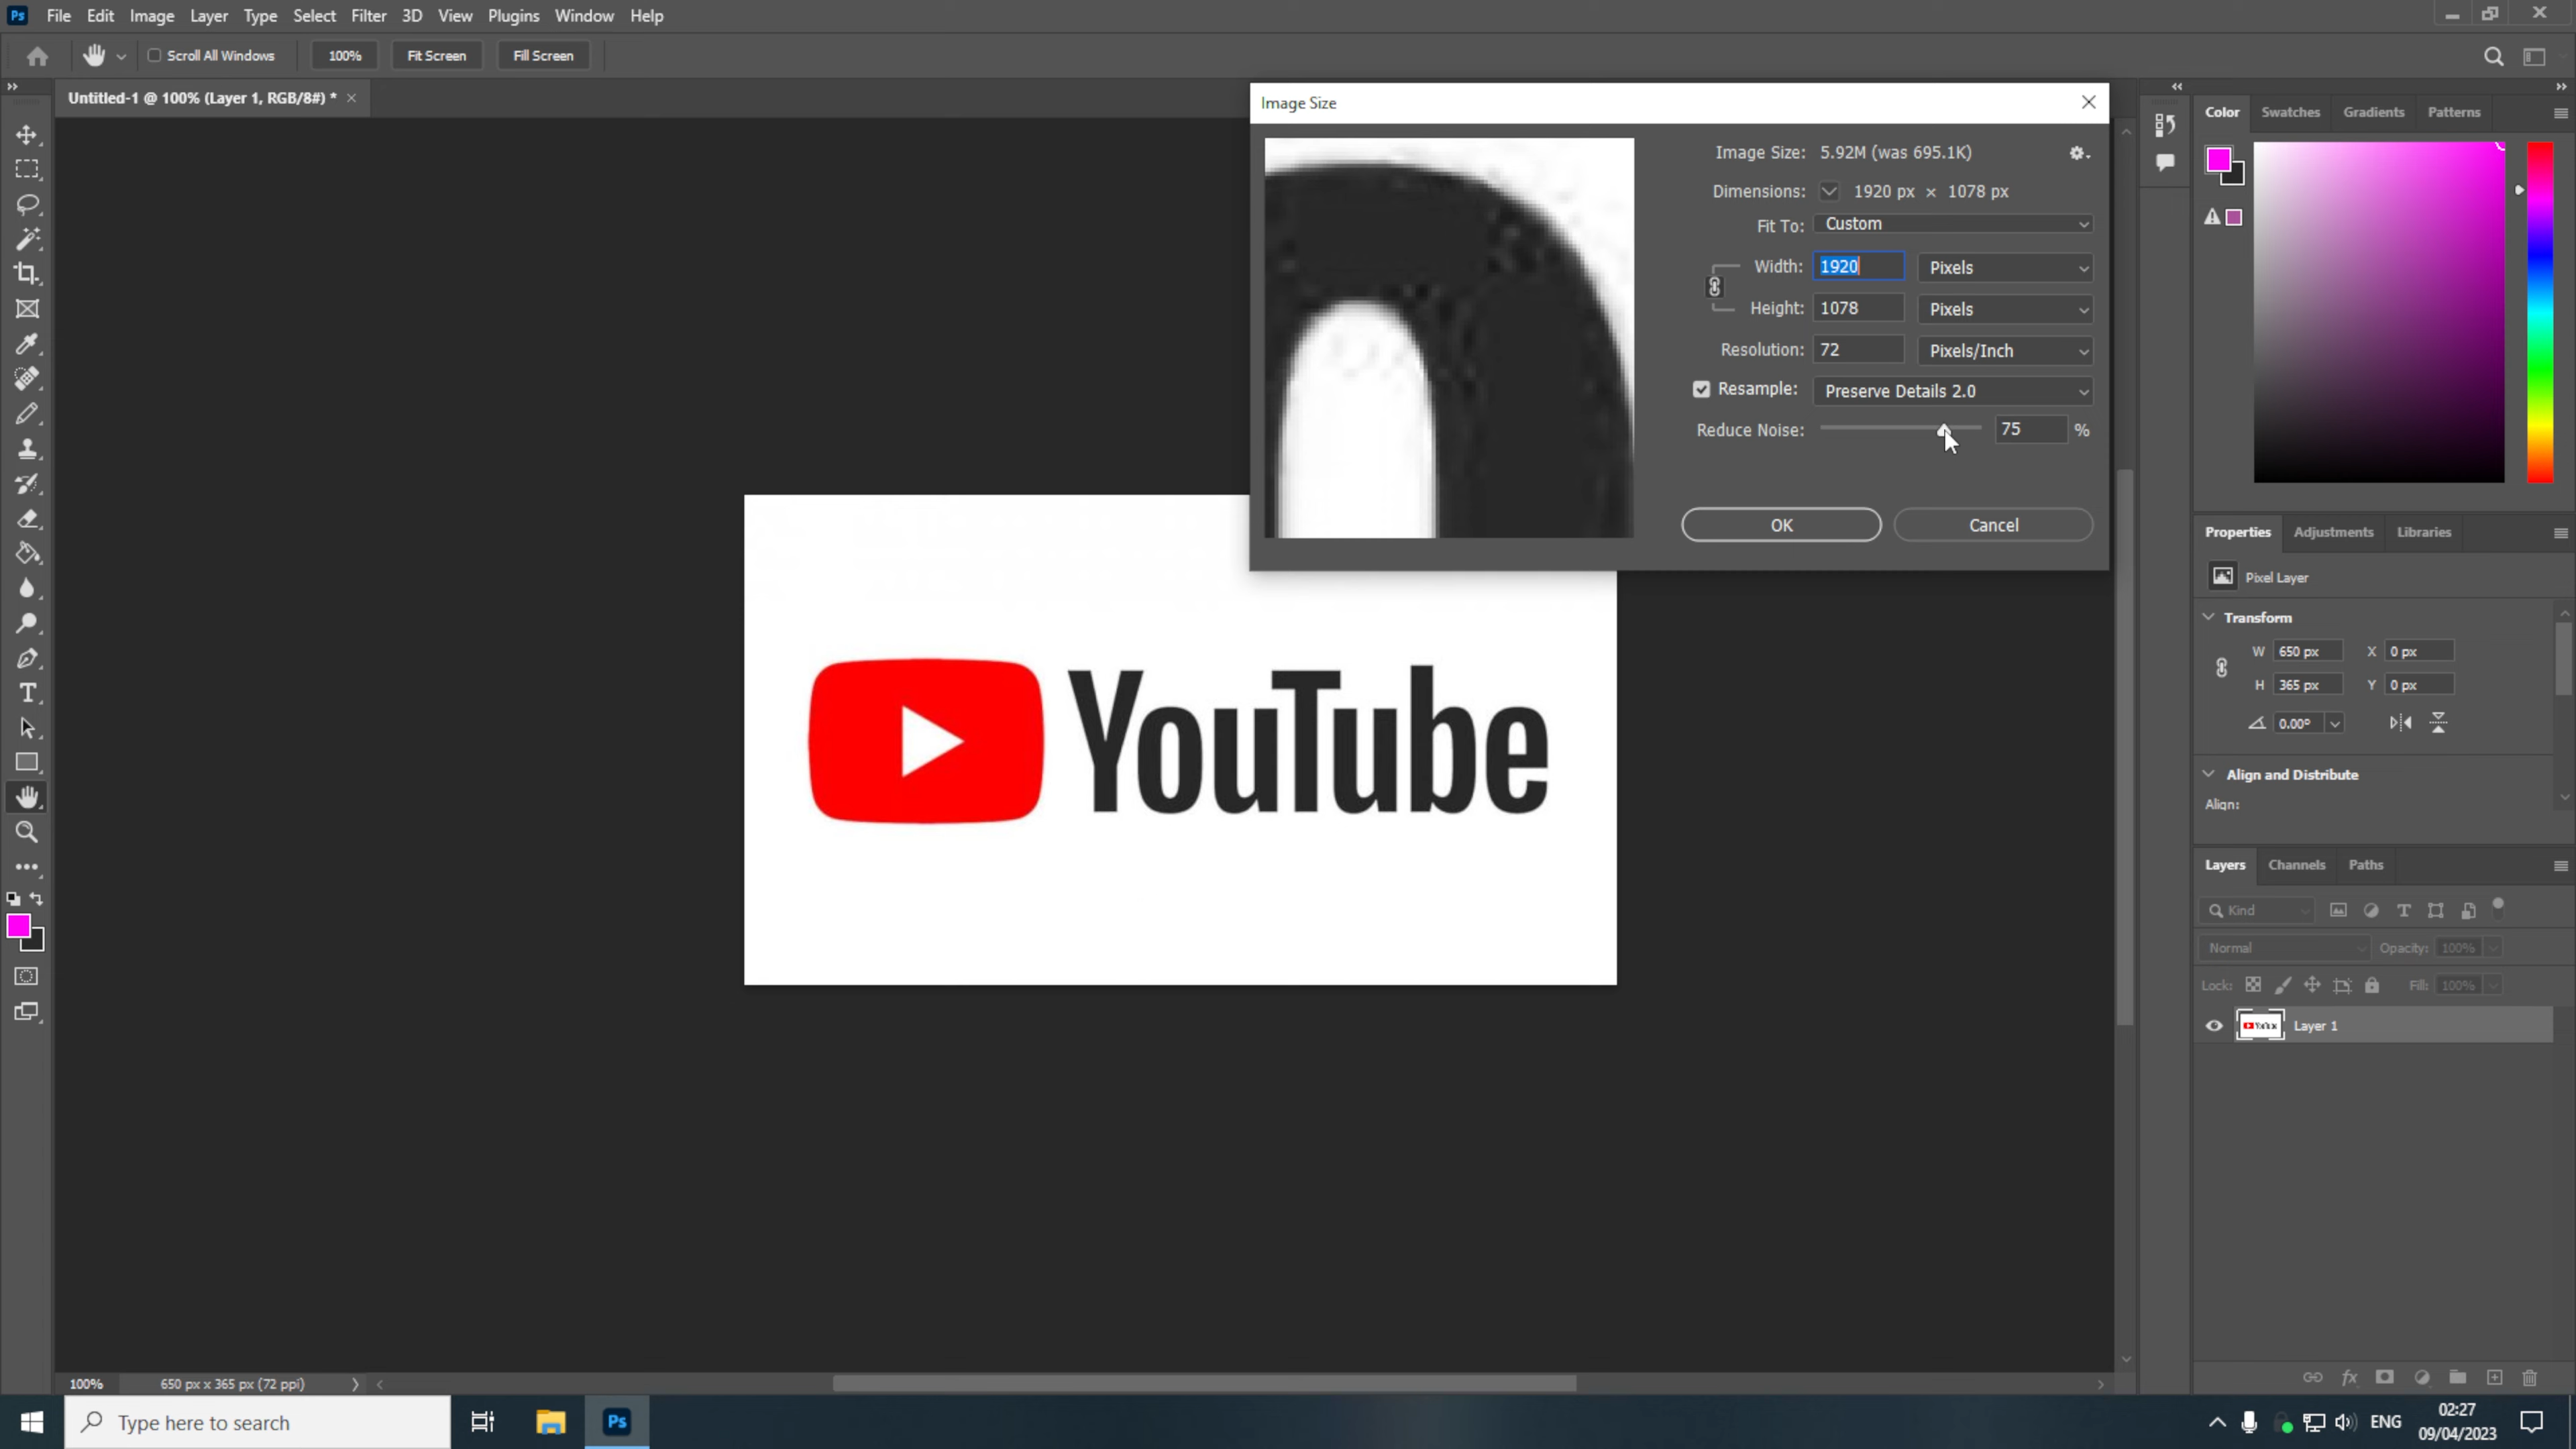 Ps File Edit Image Layer Type Select Filter 3D View Plugins Window Help
Scroll All Windows 100% Fit Screen Fill Screen
Untitled-1 @ 100% (Layer 1, RGB/8#) *
Image Size
Image Size: 5.92M (was 695.1K)
Dimensions: 1920 px × 1078 px
Fit To: Custom
Width: 1920 Pixels
Height: 1078 Pixels
Resolution: 72 Pixels/Inch
Resample: Preserve Details 2.0
Reduce Noise: 75 %
OK Cancel
YouTube
Color Swatches Gradients Patterns
Properties Adjustments Libraries
Pixel Layer
Transform
W 650 px X 0 px
H 365 px Y 0 px
0.00°
Align and Distribute
Align:
Layers Channels Paths
Kind
Normal Opacity: 100%
Lock: Fill: 100%
YouTube Layer 1
100% 650 px x 365 px (72 ppi)
Type here to search
Ps
ENG
02:27
09/04/2023